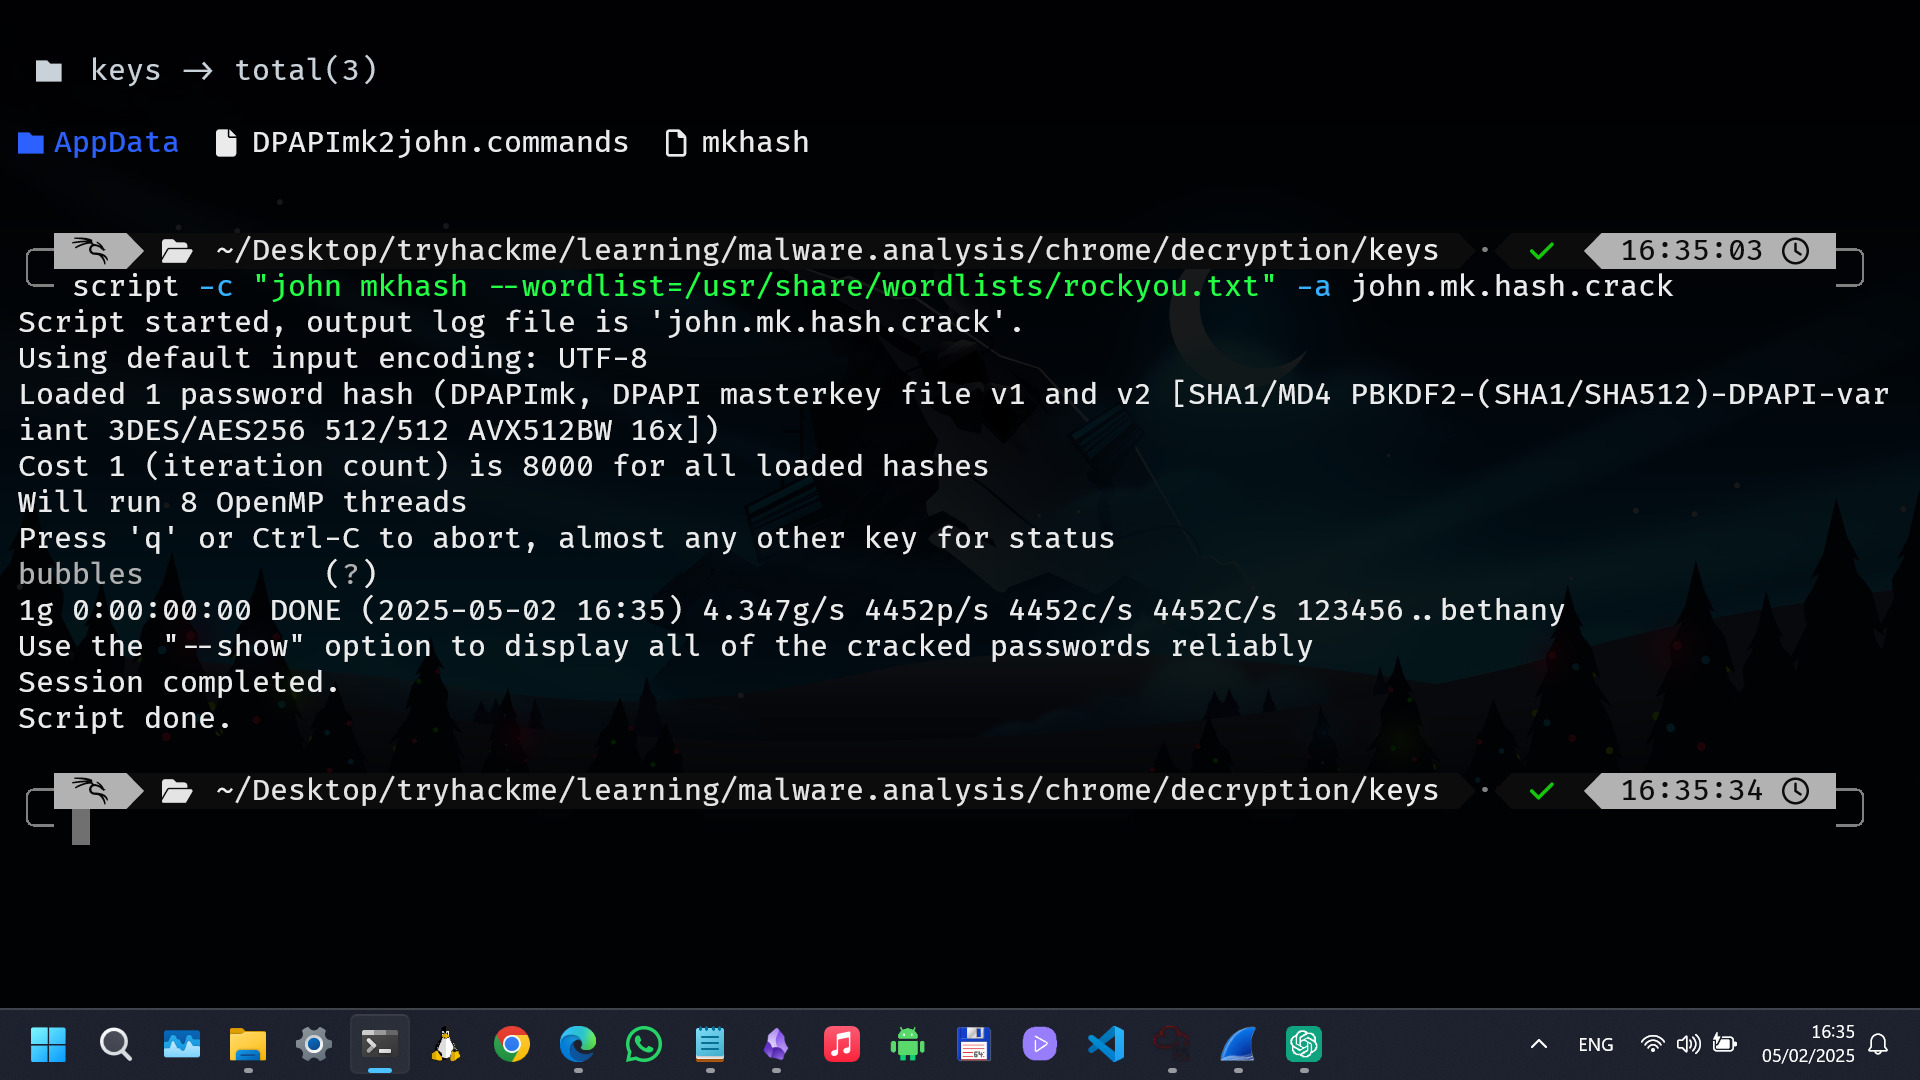 keys → total(3)
AppData DPAPImk2john.commands mkhash
~/Desktop/tryhackme/learning/malware.analysis/chrome/decryption/keys 16:35:03
script -c "john mkhash --wordlist=/usr/share/wordlists/rockyou.txt" -a john.mk.hash.crack
Script started, output log file is 'john.mk.hash.crack'.
Using default input encoding: UTF-8
Loaded 1 password hash (DPAPImk, DPAPI masterkey file v1 and v2 [SHA1/MD4 PBKDF2-(SHA1/SHA512)-DPAPI-var
iant 3DES/AES256 512/512 AVX512BW 16x])
Cost 1 (iteration count) is 8000 for all loaded hashes
Will run 8 OpenMP threads
Press 'q' or Ctrl-C to abort, almost any other key for status
bubbles (?)
1g 0:00:00:00 DONE (2025-05-02 16:35) 4.347g/s 4452p/s 4452c/s 4452C/s 123456..bethany
Use the "--show" option to display all of the cracked passwords reliably
Session completed.
Script done.
~/Desktop/tryhackme/learning/malware.analysis/chrome/decryption/keys 16:35:34
64
ENG
16:35
05/02/2025